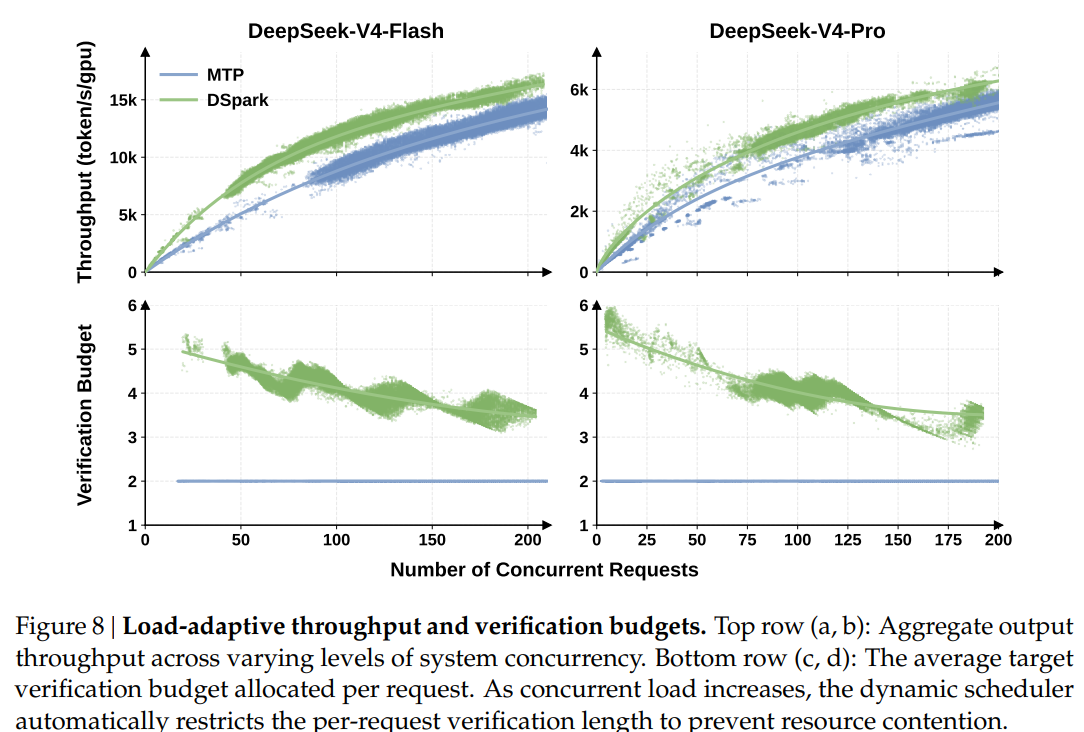 DeepSeek-V4-Flash
DeepSeek-V4-Pro
Throughput (token/s/gpu)
15k
10k
5k
0
MTP
DSpark
6k
4k
2k
0
Verification Budget
6
5
4
3
2
1
0
50
100
150
200
6
5
4
3
2
1
0
25
50
75
100
125
150
175
200
Number of Concurrent Requests
Figure 8 | Load-adaptive throughput and verification budgets. Top row (a, b): Aggregate output
throughput across varying levels of system concurrency. Bottom row (c, d): The average target
verification budget allocated per request. As concurrent load increases, the dynamic scheduler
automatically restricts the per-request verification length to prevent resource contention.